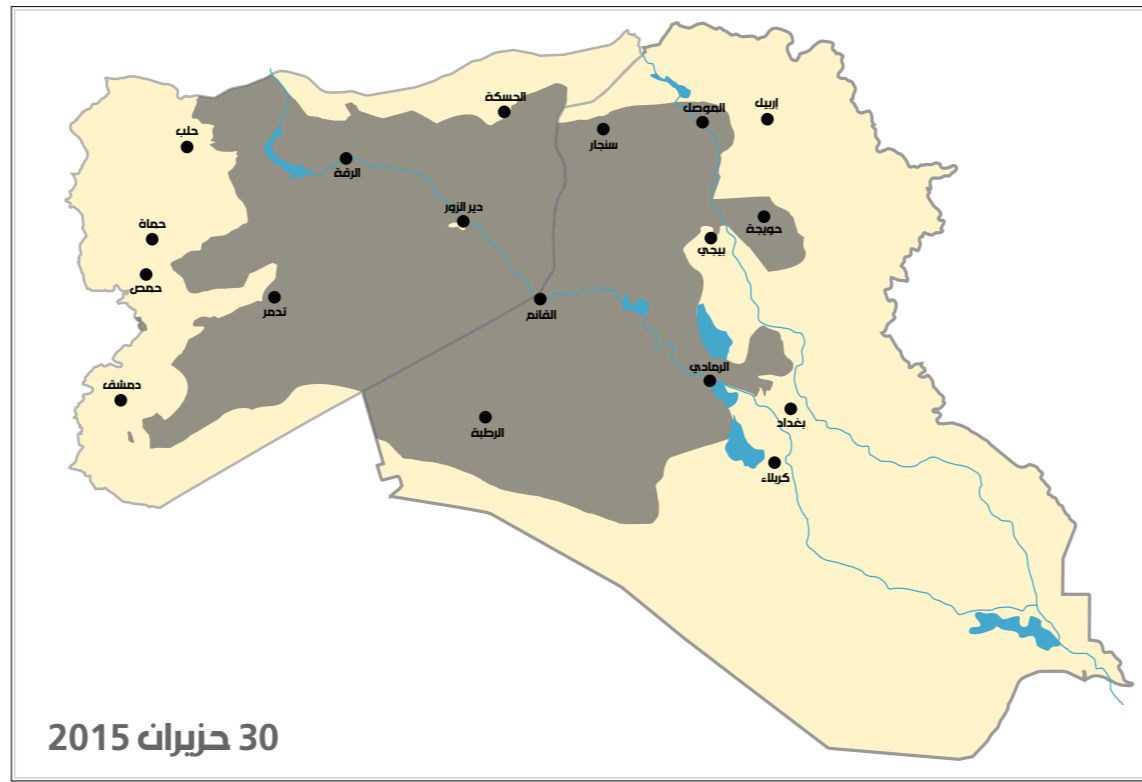 الحسكة
إربيل
الموصل
سنجار
حلب
الرقة
دير الزور
حويجة
حماة
بيجي
حمص
تدمر
القائم
الرمادي
دمشق
الرطبة
بغداد
كربلاء
30 حزيران 2015